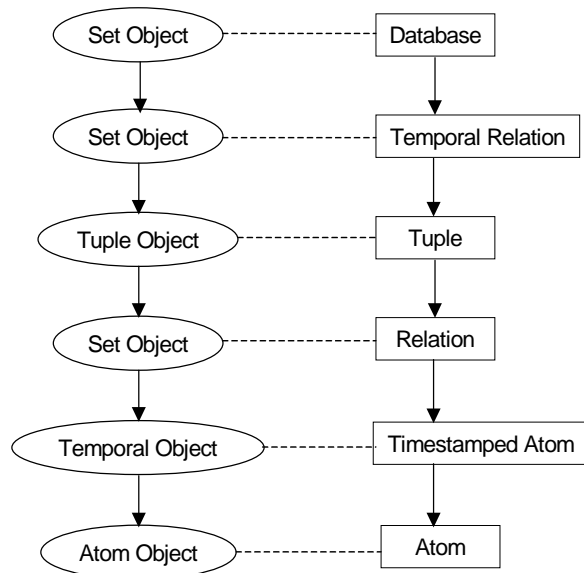 Set Object
Database
Set Object
Temporal Relation
Tuple Object
Tuple
Set Object
Relation
Temporal Object
Timestamped Atom
Atom Object
Atom